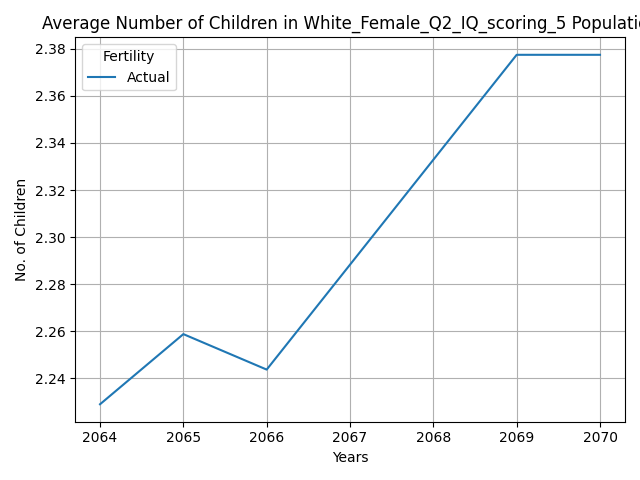 Average Number of Children in White_Female_Q2_IQ_scoring_5 Populatio
Fertility
Actual
No. of Children
2.38
2.36
2.34
2.32
2.30
2.28
2.26
2.24
2064 2065 2066 2067 2068 2069 2070
Years